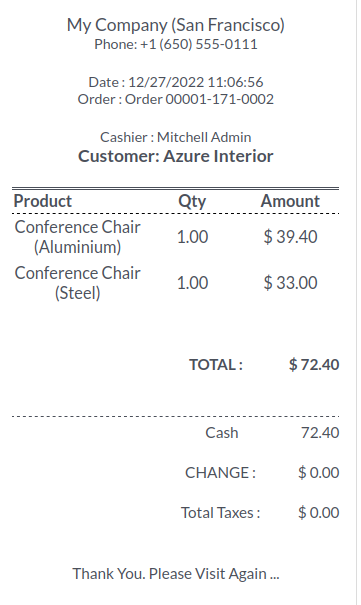 My Company (San Francisco)
Phone: +1 (650) 555-0111
Date : 12/27/2022 11:06:56
Order : Order 00001-171-0002
Cashier : Mitchell Admin
Customer: Azure Interior
Product Qty Amount
Conference Chair (Aluminium) 1.00 $ 39.40
Conference Chair (Steel) 1.00 $ 33.00
TOTAL : $ 72.40
Cash 72.40
CHANGE : $ 0.00
Total Taxes : $ 0.00
Thank You. Please Visit Again ...